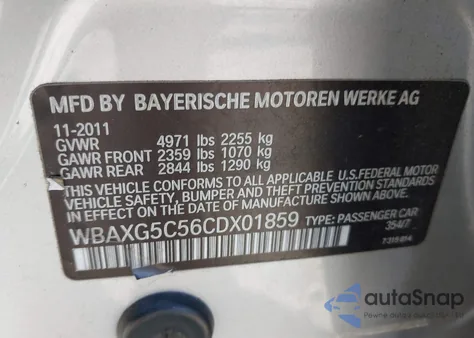 MFD BY BAYERISCHE MOTOREN WERKE AG
11-2011
GVWR 4971 lbs 2255 kg
GAWR FRONT 2359 lbs 1070 kg
GAWR REAR 2844 lbs 1290 kg
THIS VEHICLE CONFORMS TO ALL APPLICABLE U.S. FEDERAL MOTOR
VEHICLE SAFETY, BUMPER AND THEFT PREVENTION STANDARDS
IN EFFECT ON THE DATE OF MANUFACTURE SHOWN ABOVE.
WBAXG5C56CDX01859 TYPE: PASSENGER CAR
autoSnap